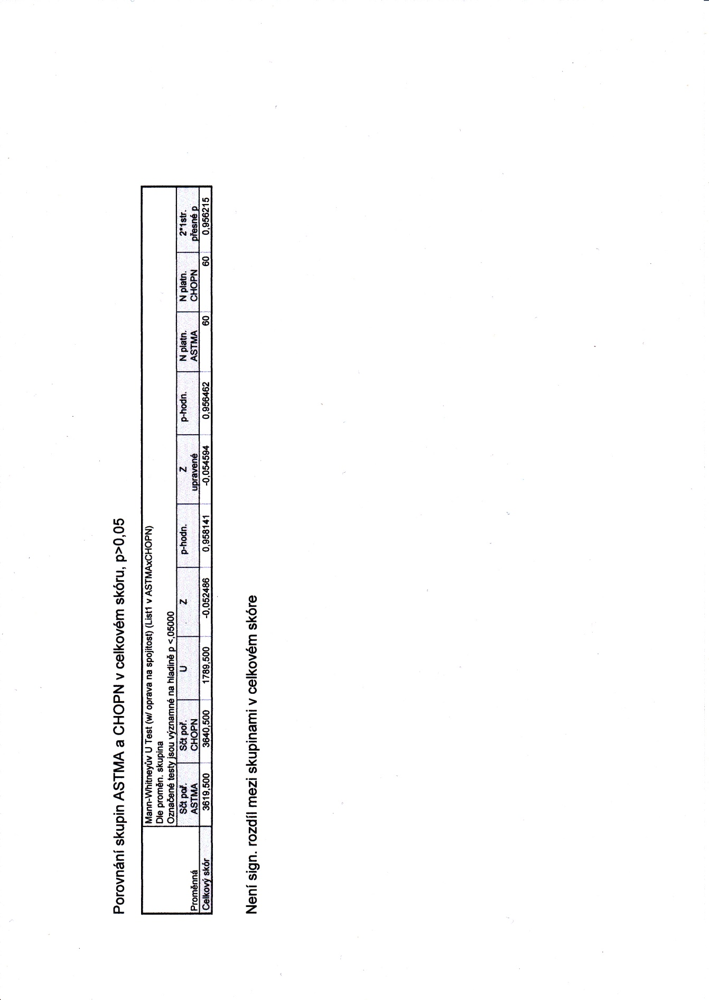 Porovnání skupin ASTMA a CHOPN v celkovém skóru, p>0,05
Mann-Whitneyův U Test (w/ oprava na spojitost) (List1 v ASTMAxCHOPN)
Dle proměn. skupina
Označené testy jsou významné na hladině p <,05000
Proměnná Sčt poř. ASTMA Sčt poř. CHOPN U Z p-hodn. Z upravené p-hodn. N platn. ASTMA N platn. CHOPN 2*1str. přesné p
Celkový skór 3619,500 3640,500 1789,500 -0,052486 0,958141 -0,054594 0,956462 60 60 0,956215
Není sign. rozdíl mezi skupinami v celkovém skóre